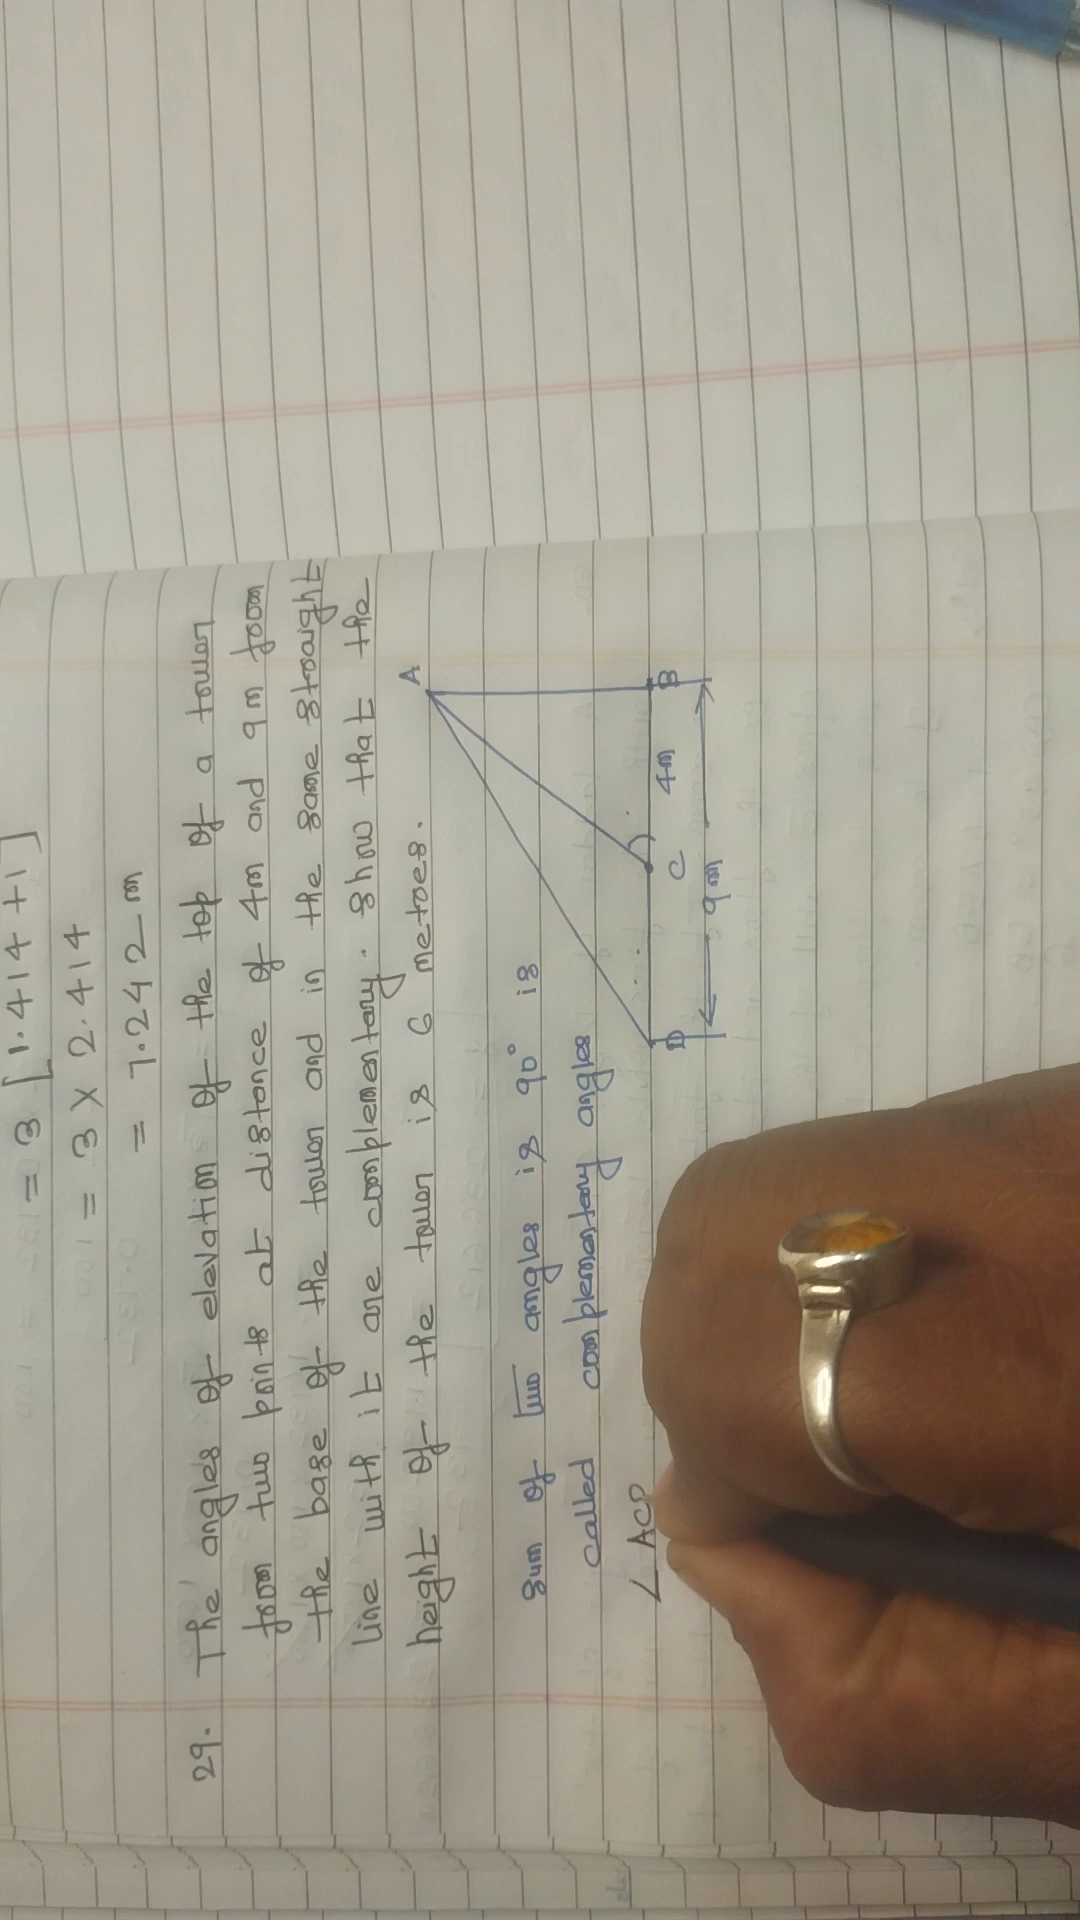 = 3 [1.414 + 1]
= 3 × 2.414
= 7.242 m
29. The angles of elevation of the top of a tower
from two points at distance of 4m and 9m from
the base of the tower and in the same straight
line with it are complementary. Show that the
height of the tower is 6 metres.
Sum of two angles is 90° is
called complementary angles
A
D C 4m B
9m
∠ACB